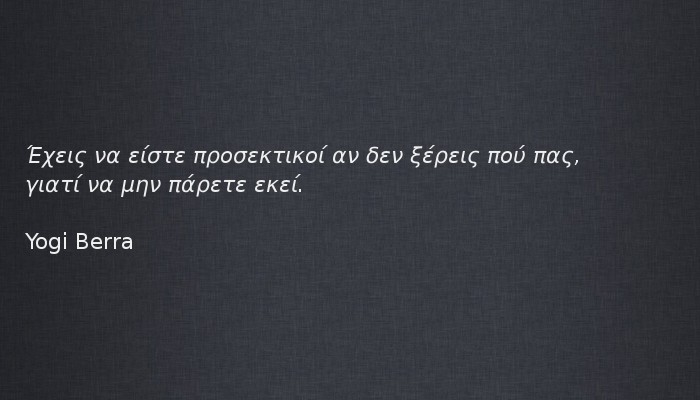 Έχεις να είστε προσεκτικοί αν δεν ξέρεις πού πας,
γιατί να μην πάρετε εκεί.
Yogi Berra